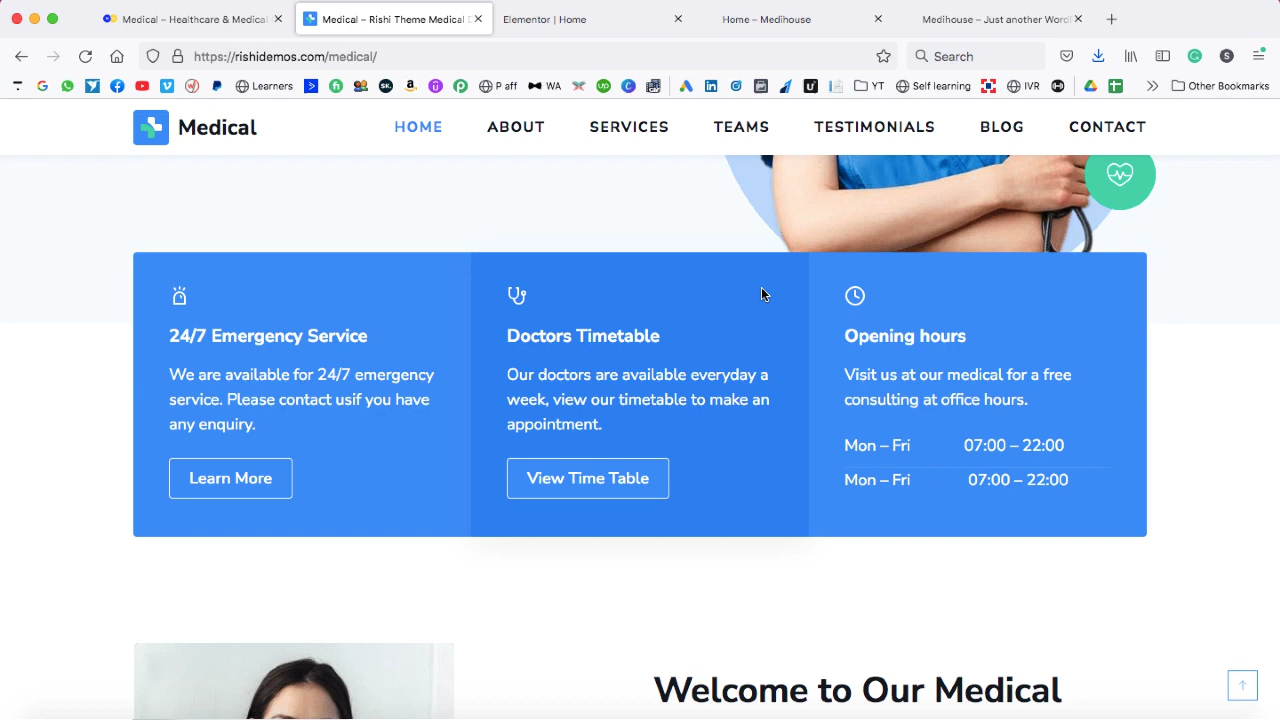 Medical – Healthcare & Medical
Medical – Rishi Theme Medical D
Elementor | Home
Home – Medihouse
Medihouse – Just another Word
https://rishidemos.com/medical/
Search
Learners
P aff
WA
YT
Self learning
IVR
Other Bookmarks
Medical
HOME
ABOUT
SERVICES
TEAMS
TESTIMONIALS
BLOG
CONTACT
24/7 Emergency Service
We are available for 24/7 emergency
service. Please contact usif you have
any enquiry.
Learn More
Doctors Timetable
Our doctors are available everyday a
week, view our timetable to make an
appointment.
View Time Table
Opening hours
Visit us at our medical for a free
consulting at office hours.
Mon – Fri 07:00 – 22:00
Mon – Fri 07:00 – 22:00
Welcome to Our Medical